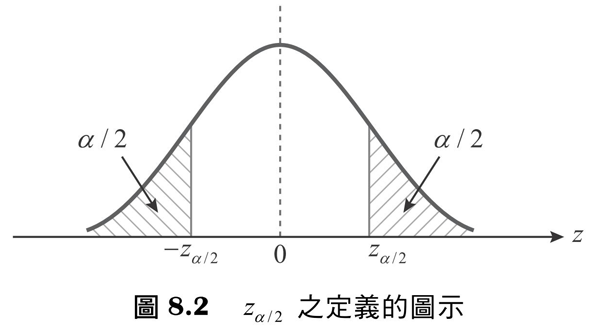 α / 2
α / 2
−z_{α/2}
0
z_{α/2}
z
圖 8.2 z_{α/2} 之定義的圖示